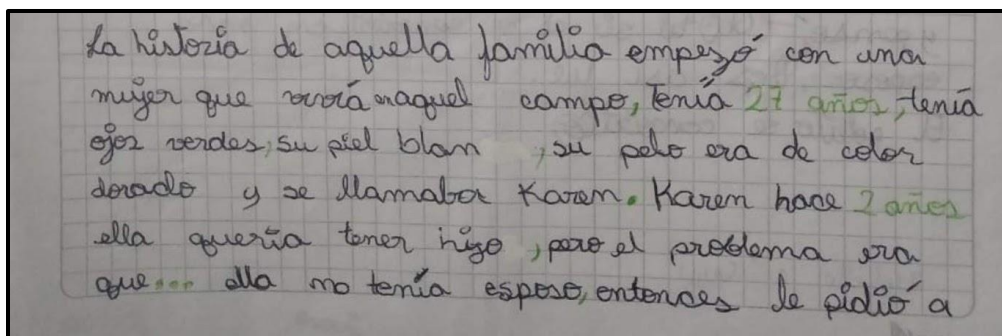 La historia de aquella familia empezó con una
mujer que vivía enaquel campo, Tenía 27 años, tenía
ojos verdes, su piel blan , su pelo era de color
dorado y se llamaba Karen. Karen hace 2 años
ella quería tener hijo, pero el problema era
que... ella no tenía esposo, entonces le pidió a